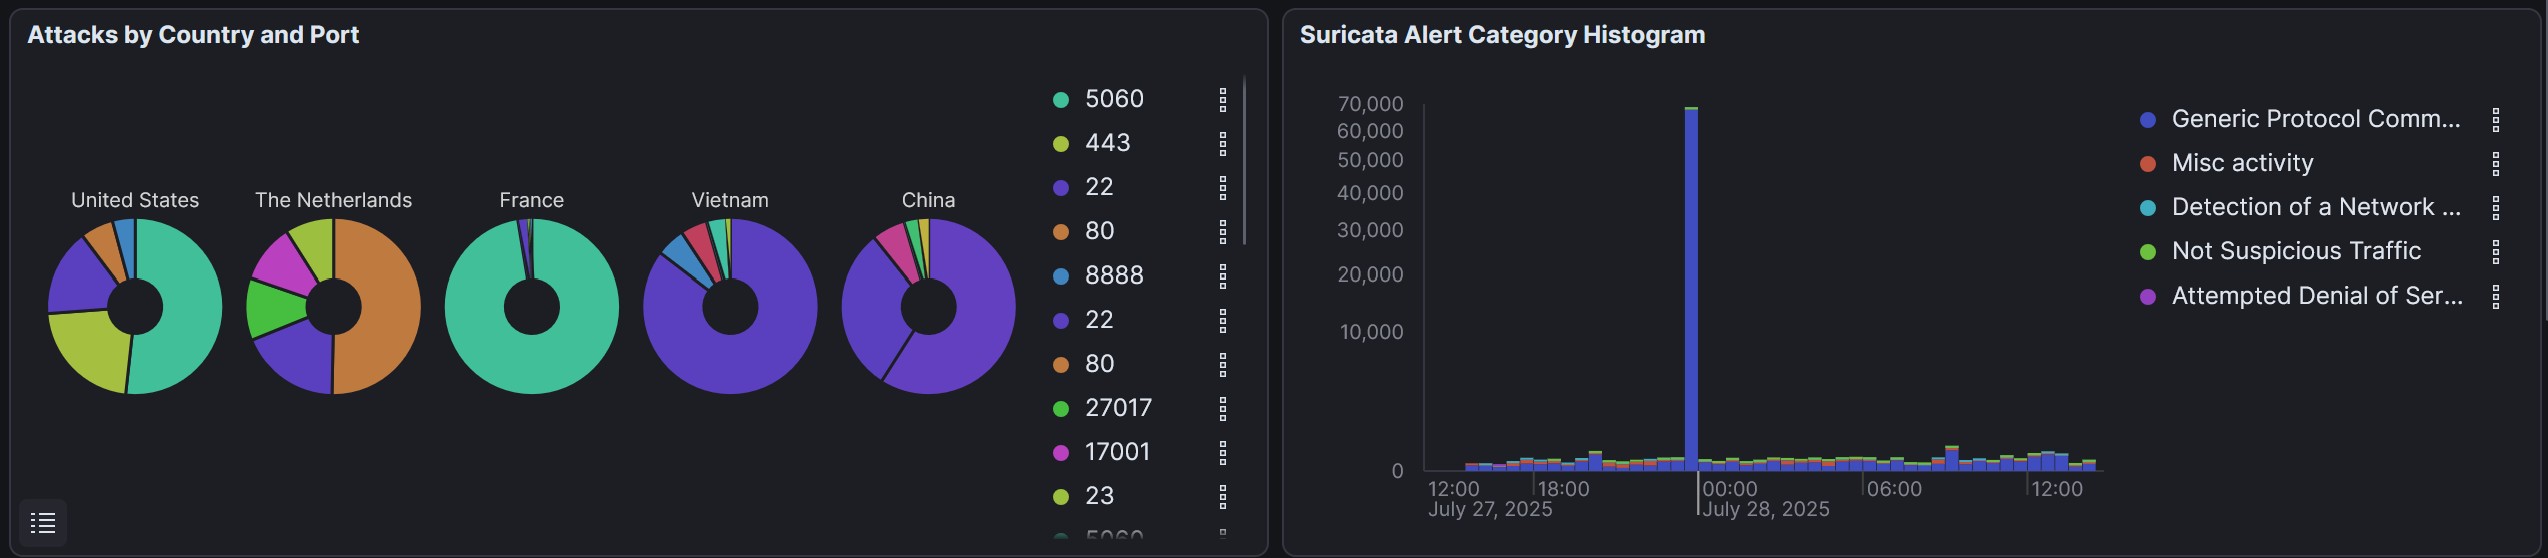 Attacks by Country and Port
United States
The Netherlands
France
Vietnam
China
5060
443
22
80
8888
22
80
27017
17001
23
5060
Suricata Alert Category Histogram
70,000
60,000
50,000
40,000
30,000
20,000
10,000
0
12:00
18:00
00:00
06:00
12:00
July 27, 2025
July 28, 2025
Generic Protocol Comm...
Misc activity
Detection of a Network ...
Not Suspicious Traffic
Attempted Denial of Ser...